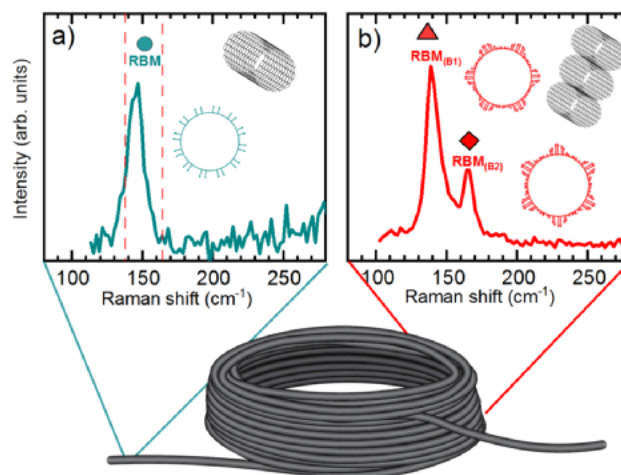 a)
RBM
Intensity (arb. units)
100 150 200 250
Raman shift (cm⁻¹)
b)
RBM(B1)
RBM(B2)
100 150 200 250
Raman shift (cm⁻¹)